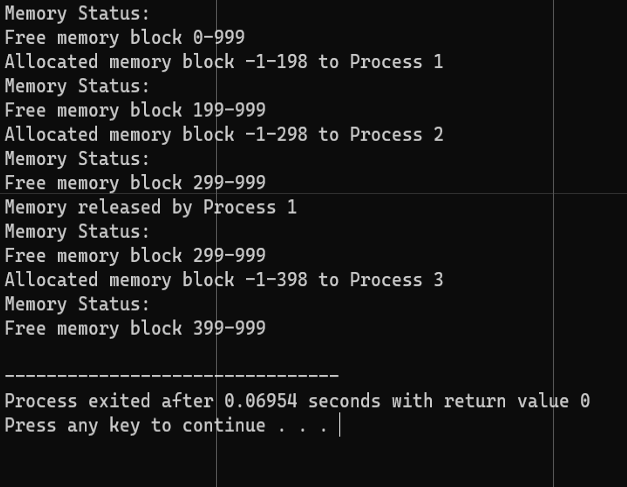 Memory Status:
Free memory block 0-999
Allocated memory block -1-198 to Process 1
Memory Status:
Free memory block 199-999
Allocated memory block -1-298 to Process 2
Memory Status:
Free memory block 299-999
Memory released by Process 1
Memory Status:
Free memory block 299-999
Allocated memory block -1-398 to Process 3
Memory Status:
Free memory block 399-999
--------------------------------
Process exited after 0.06954 seconds with return value 0
Press any key to continue . . .